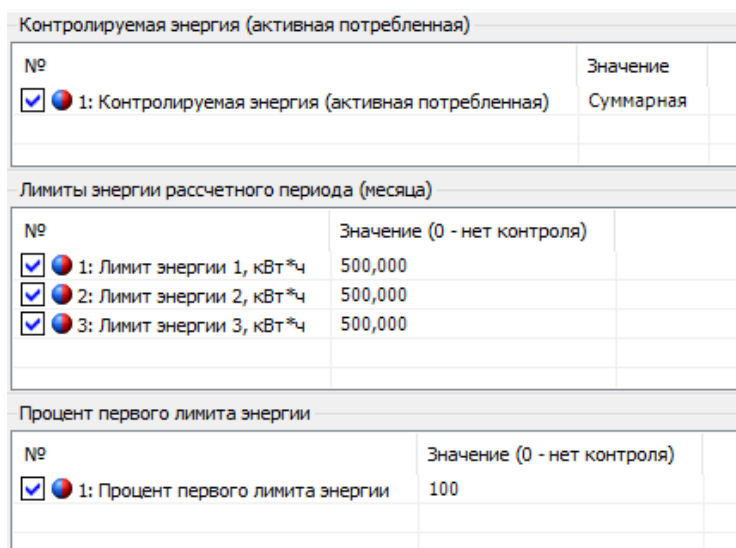 Контролируемая энергия (активная потребленная)
№ Значение
1: Контролируемая энергия (активная потребленная) Суммарная
Лимиты энергии рассчетного периода (месяца)
№ Значение (0 - нет контроля)
1: Лимит энергии 1, кВт*ч 500,000
2: Лимит энергии 2, кВт*ч 500,000
3: Лимит энергии 3, кВт*ч 500,000
Процент первого лимита энергии
№ Значение (0 - нет контроля)
1: Процент первого лимита энергии 100